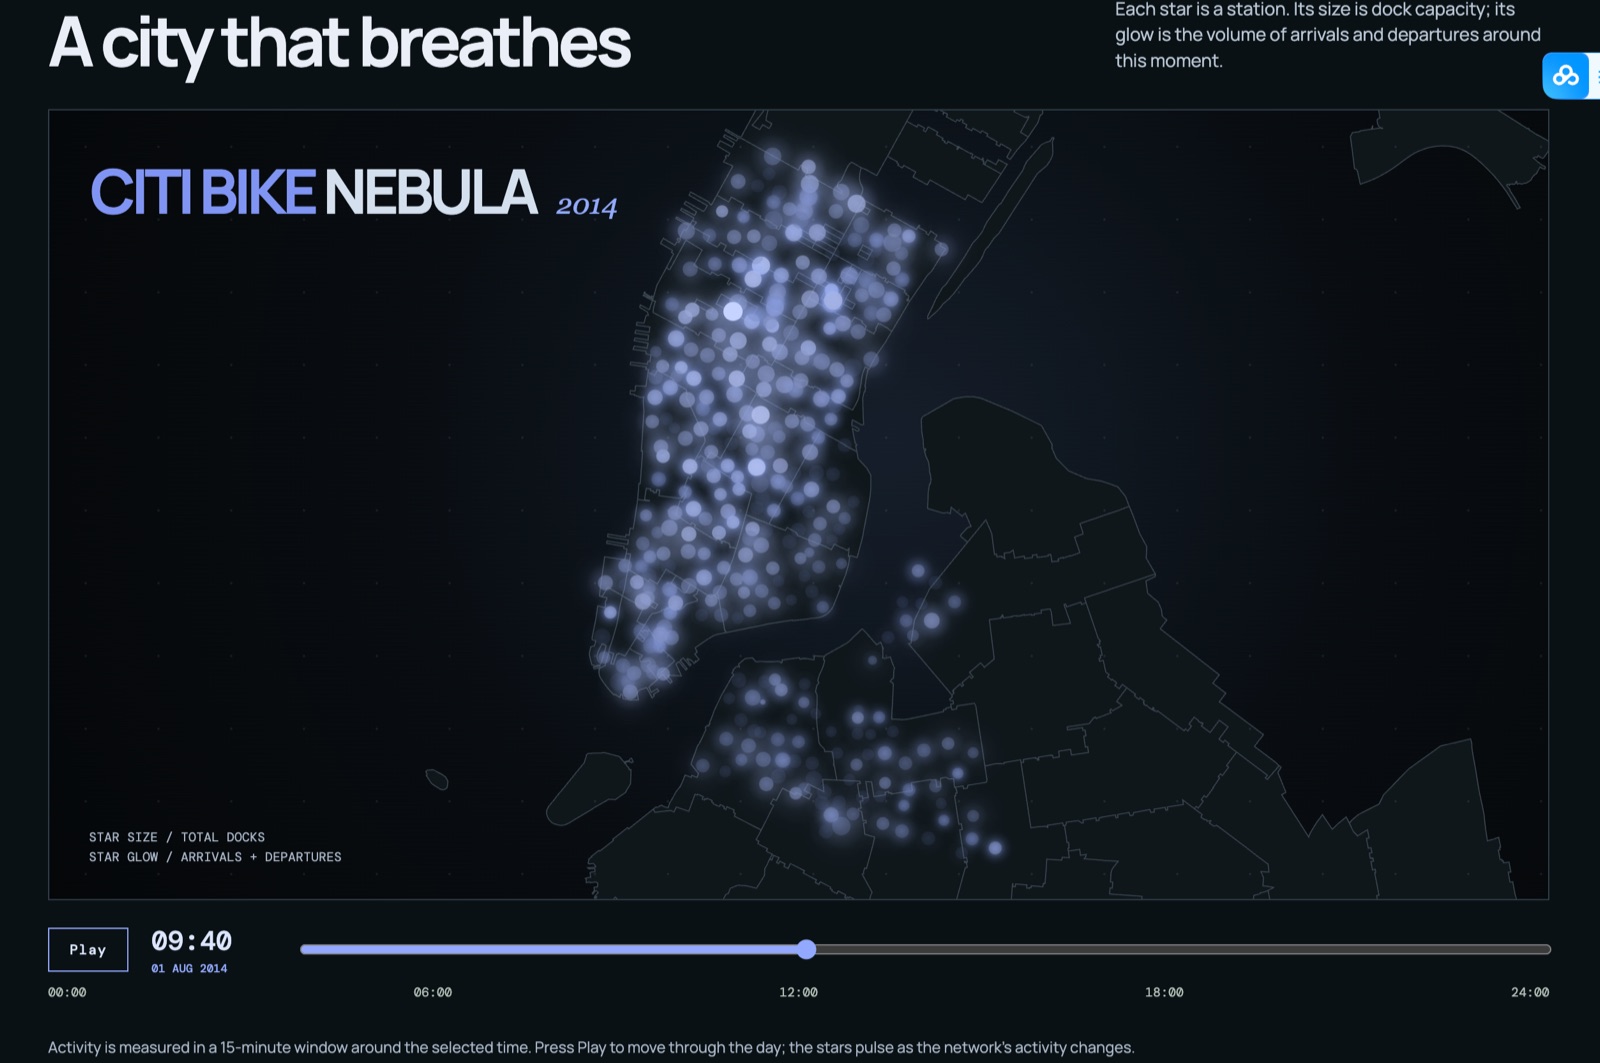 A city that breathes
Each star is a station. Its size is dock capacity; its
glow is the volume of arrivals and departures around
this moment.
CITI BIKE NEBULA 2014
STAR SIZE / TOTAL DOCKS
STAR GLOW / ARRIVALS + DEPARTURES
Play
09:40
01 AUG 2014
00:00
06:00
12:00
18:00
24:00
Activity is measured in a 15-minute window around the selected time. Press Play to move through the day; the stars pulse as the network's activity changes.